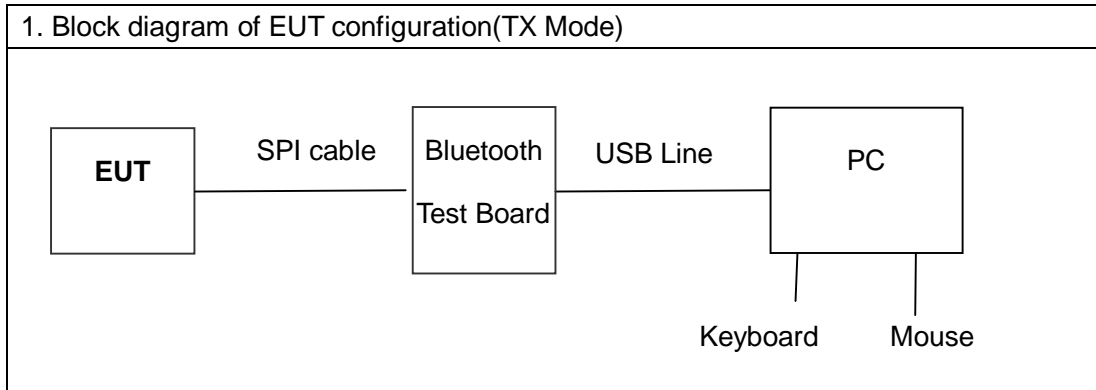 1. Block diagram of EUT configuration(TX Mode)
EUT
SPI cable
Bluetooth
Test Board
USB Line
PC
Keyboard
Mouse